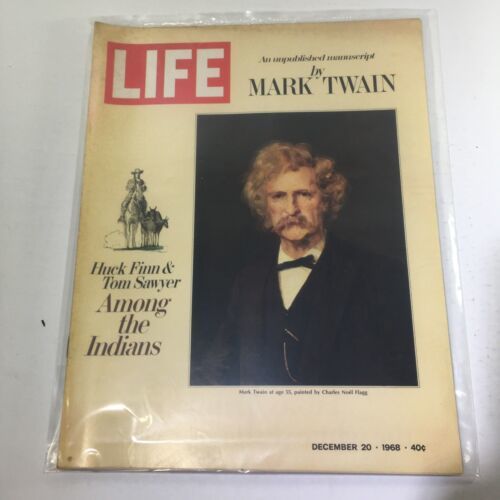 LIFE
An unpublished manuscript
by
MARK TWAIN
Huck Finn &
Tom Sawyer
Among
the
Indians
Mark Twain at age 55, painted by Charles Noël Flagg
DECEMBER 20 · 1968 · 40¢